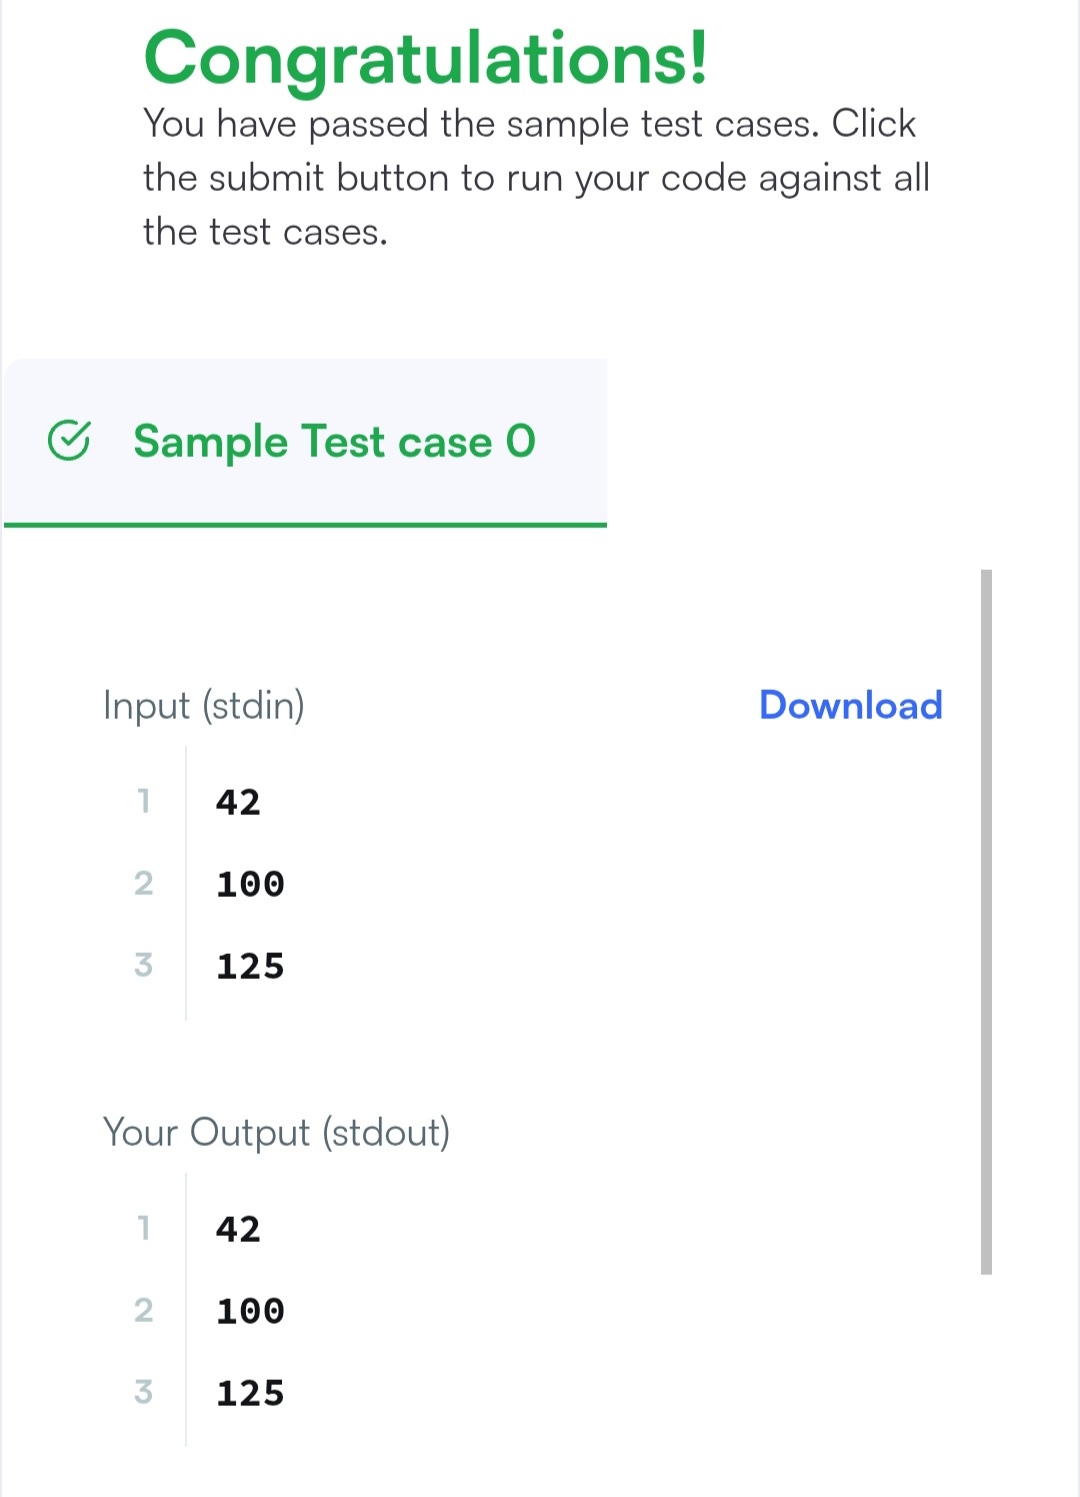 Congratulations!
You have passed the sample test cases. Click
the submit button to run your code against all
the test cases.
Sample Test case 0
Input (stdin)
Download
1 42
2 100
3 125
Your Output (stdout)
1 42
2 100
3 125